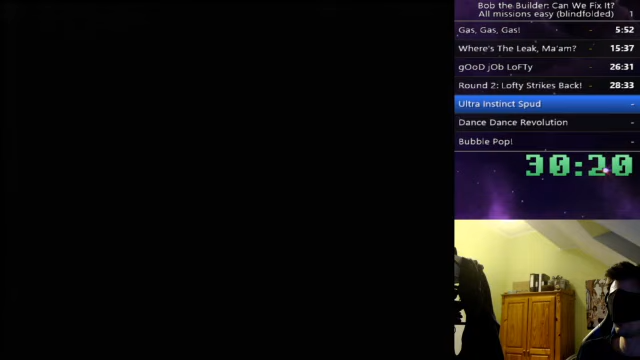 Bob the Builder: Can We Fix It?
All missions easy (blindfolded) 1
Gas, Gas, Gas! - 5:52
Where's The Leak, Ma'am? - 15:37
gOoD jOb LoFTy - 26:31
Round 2: Lofty Strikes Back! - 28:33
Ultra Instinct Spud -
Dance Dance Revolution -
Bubble Pop! -
30:20